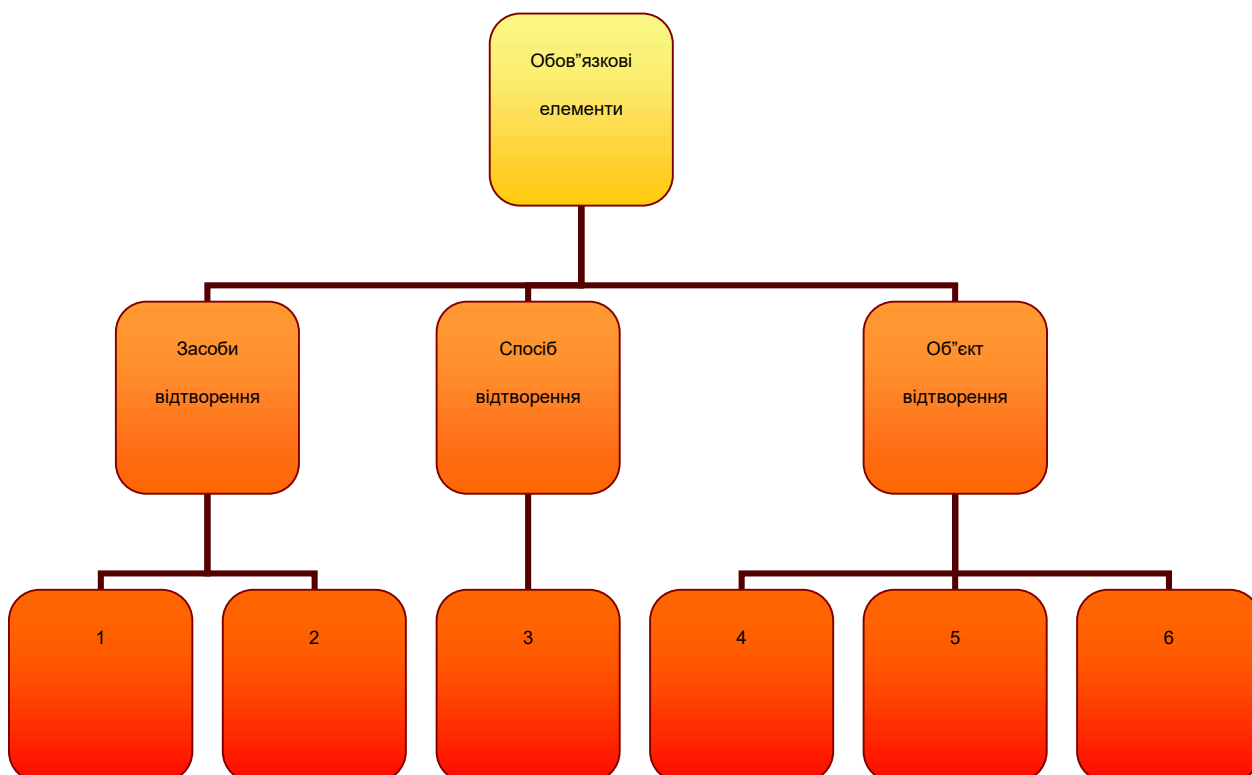 Обов”язкові
елементи
Засоби
відтворення
Спосіб
відтворення
Об”єкт
відтворення
1
2
3
4
5
6